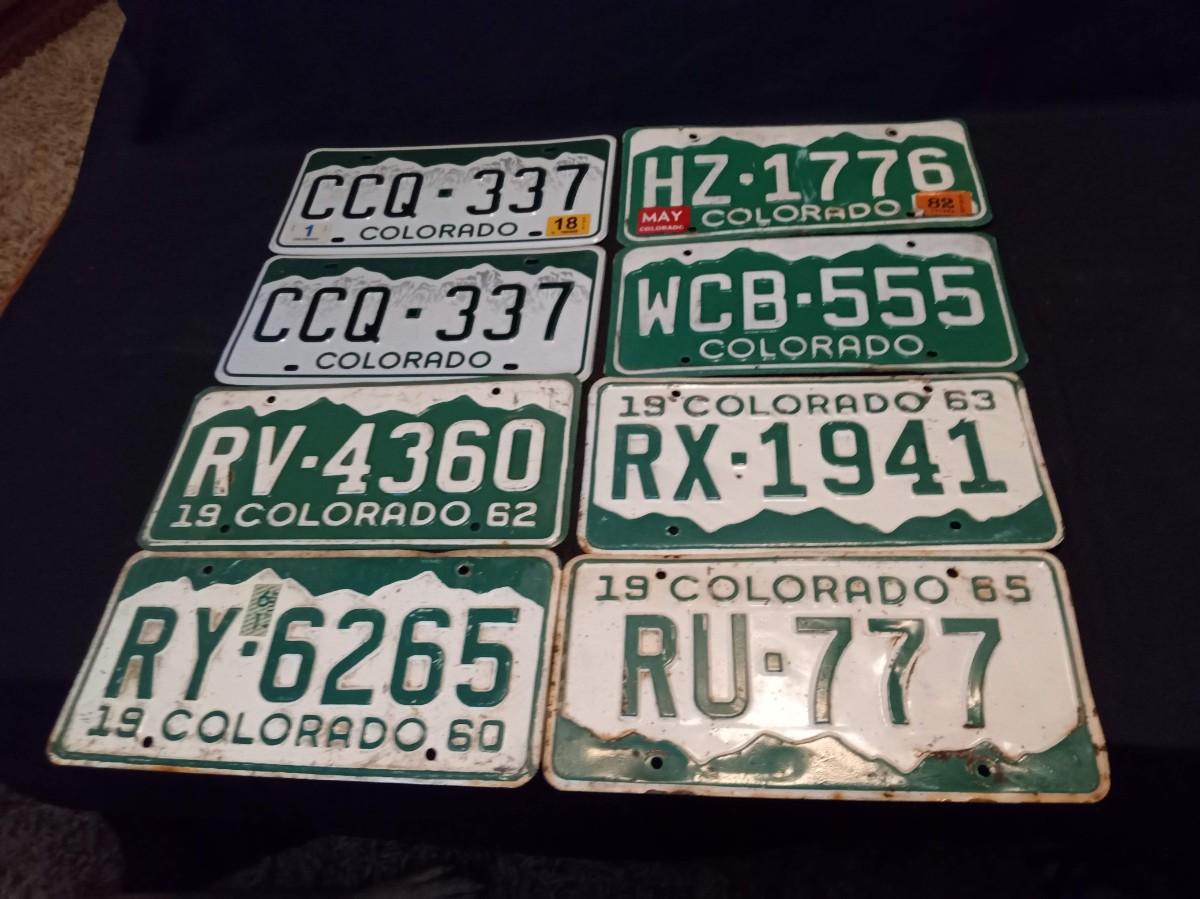 CCQ·337
1 COLORADO 18
HZ·1776
MAY COLORADO 82
COLORADO
CCQ·337
COLORADO
WCB·555
COLORADO
RV·4360
19 COLORADO 62
19 COLORADO 63
RX·1941
RY·6265
19 COLORADO 60
19 COLORADO 65
RU·777